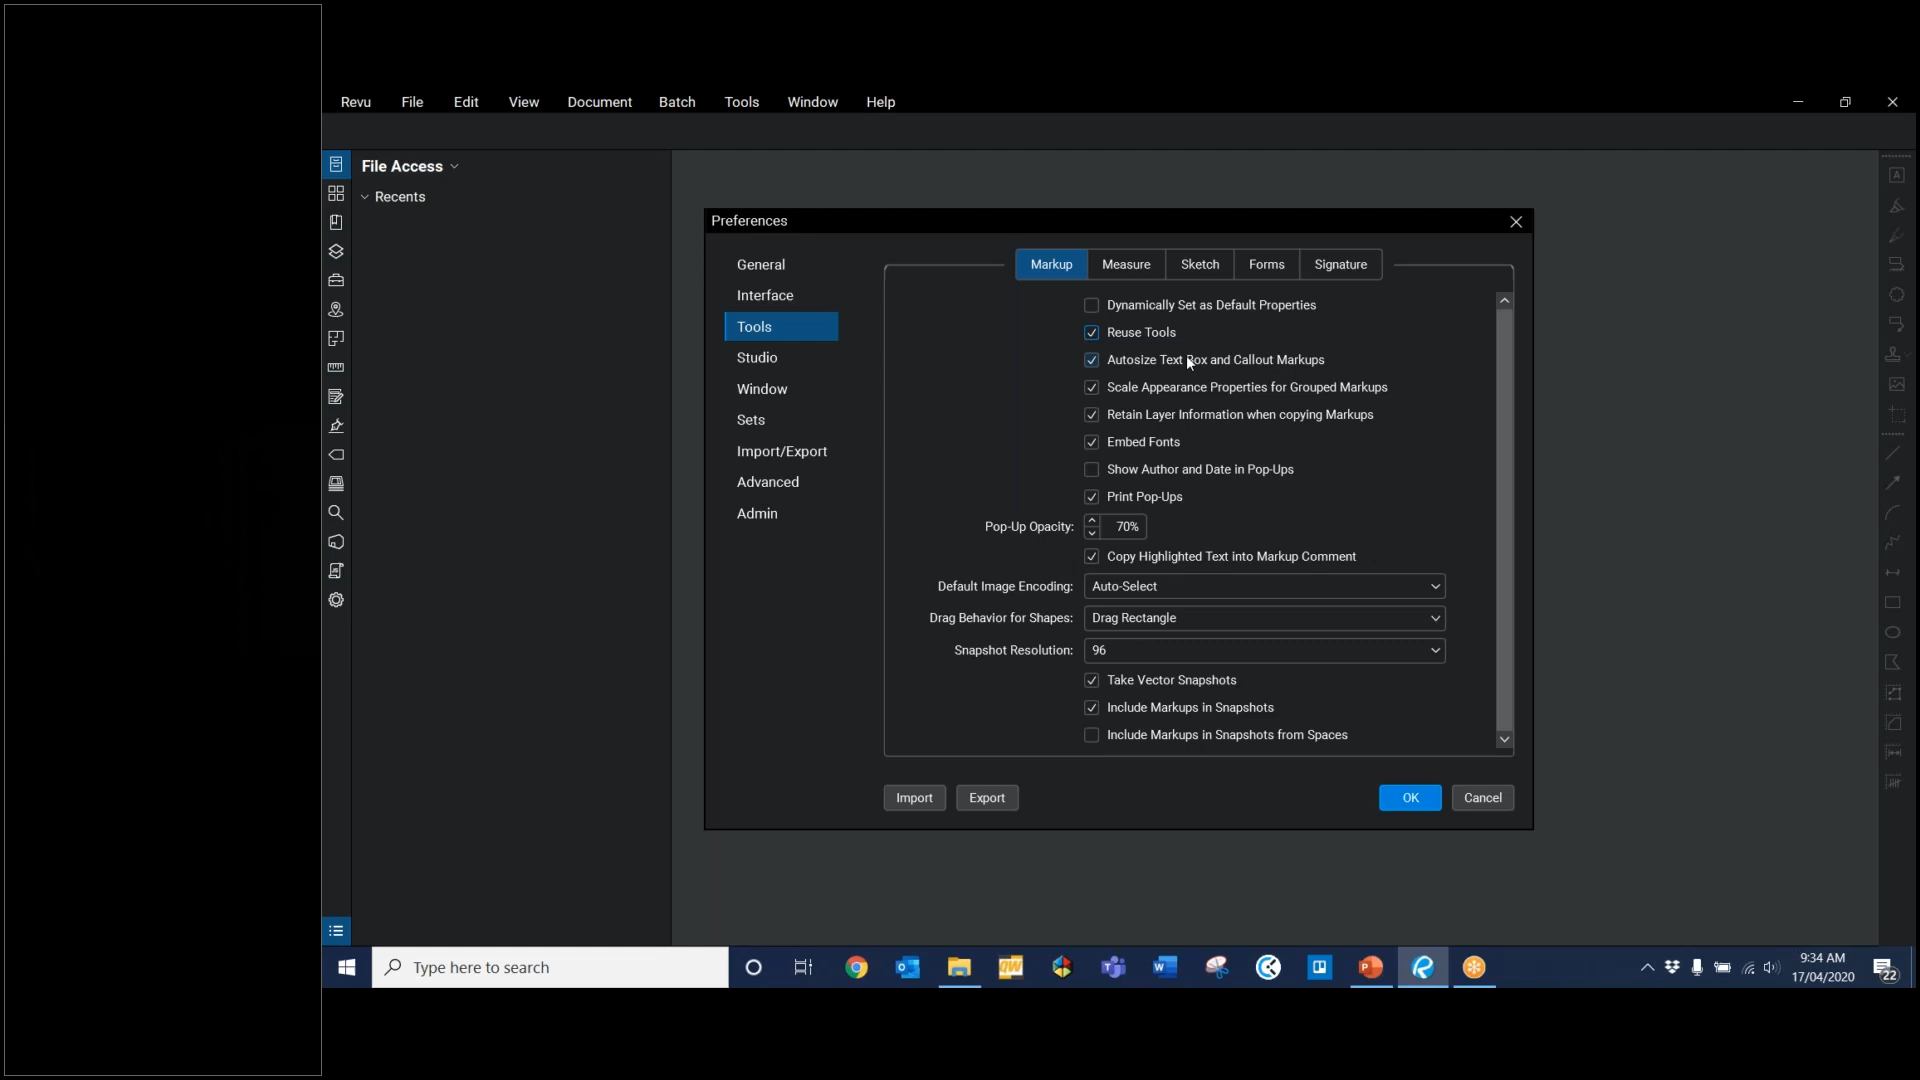 Revu File Edit View Document Batch Tools Window Help
File Access
Recents
Preferences
General
Interface
Tools
Studio
Window
Sets
Import/Export
Advanced
Admin
Markup Measure Sketch Forms Signature
Dynamically Set as Default Properties
Reuse Tools
Autosize Text Box and Callout Markups
Scale Appearance Properties for Grouped Markups
Retain Layer Information when copying Markups
Embed Fonts
Show Author and Date in Pop-Ups
Print Pop-Ups
Pop-Up Opacity: 70%
Copy Highlighted Text into Markup Comment
Default Image Encoding: Auto-Select
Drag Behavior for Shapes: Drag Rectangle
Snapshot Resolution: 96
Take Vector Snapshots
Include Markups in Snapshots
Include Markups in Snapshots from Spaces
Import Export OK Cancel
Type here to search
9:34 AM
17/04/2020
22